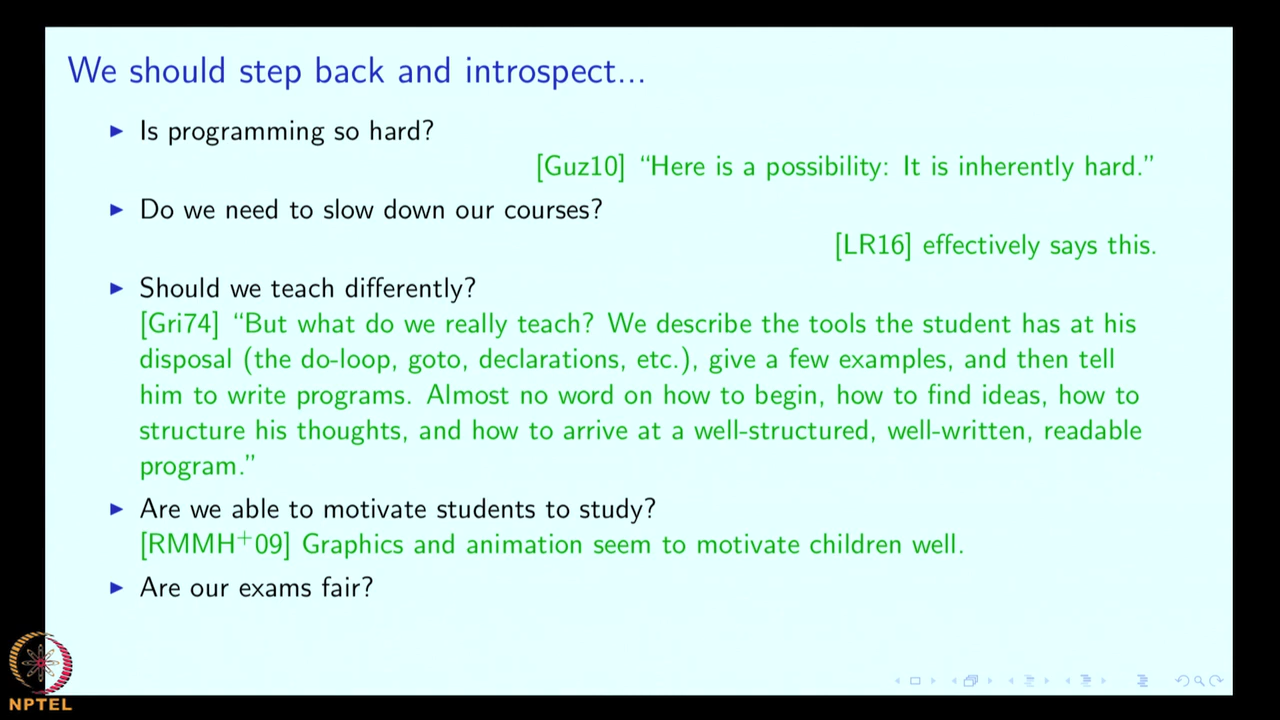 We should step back and introspect...
▶ Is programming so hard?
[Guz10] “Here is a possibility: It is inherently hard.”
▶ Do we need to slow down our courses?
[LR16] effectively says this.
▶ Should we teach differently?
[Gri74] “But what do we really teach? We describe the tools the student has at his
disposal (the do-loop, goto, declarations, etc.), give a few examples, and then tell
him to write programs. Almost no word on how to begin, how to find ideas, how to
structure his thoughts, and how to arrive at a well-structured, well-written, readable
program.”
▶ Are we able to motivate students to study?
[RMMH+09] Graphics and animation seem to motivate children well.
▶ Are our exams fair?
NPTEL